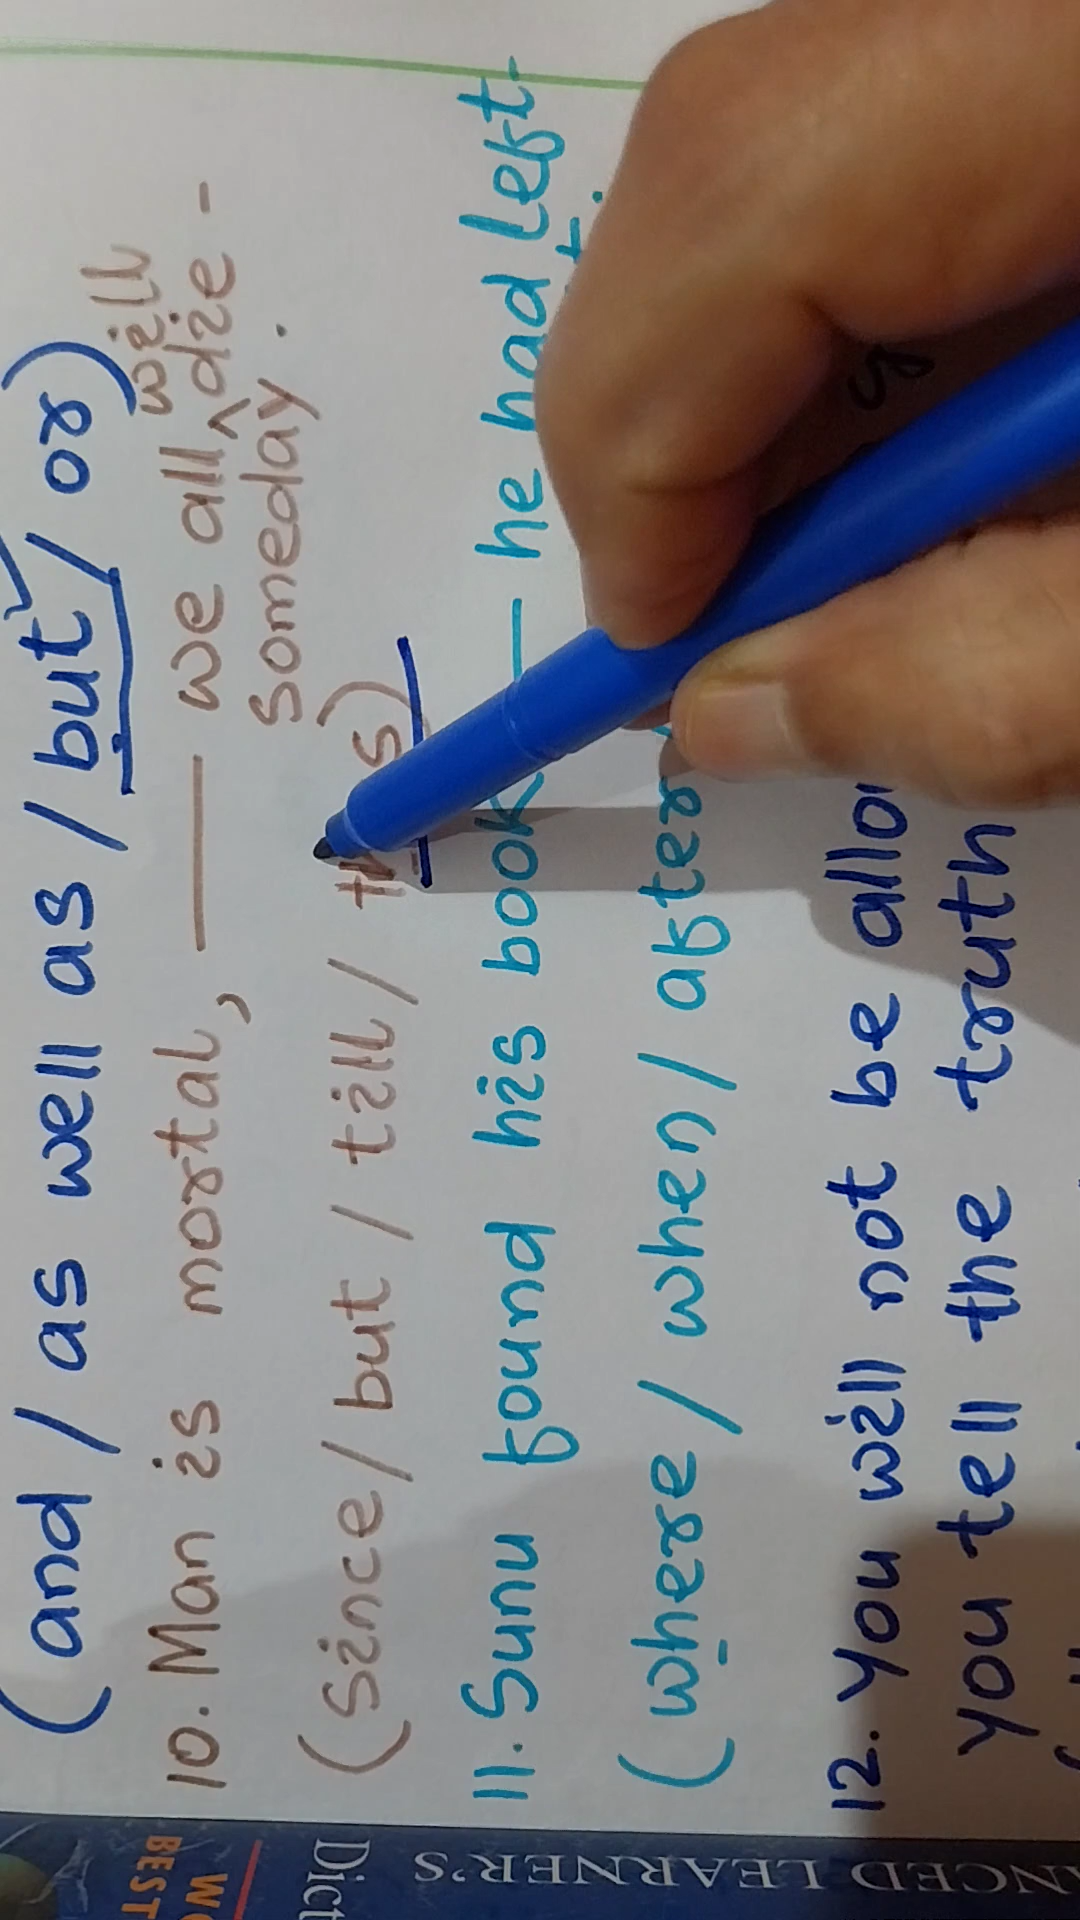 (and / as well as / but / or)
will
10. Man is mortal, — we all ^ die -
someday.
(Since / but / till /
11. Sunu found his book — he had left
(where / when / after /
12. You will not be
you tell the truth
ANCED LEARNER'S
Dict
BEST